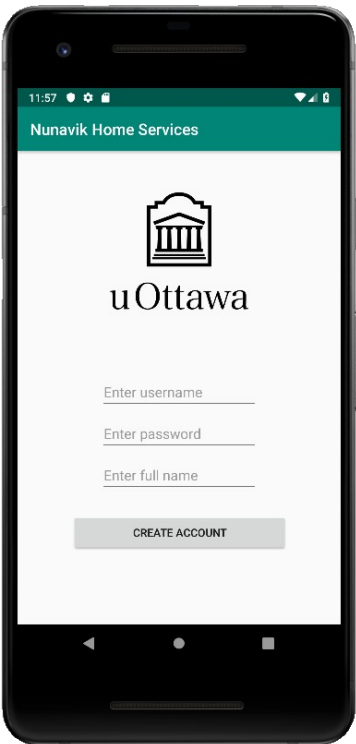 11:57
Nunavik Home Services
uOttawa
Enter username
Enter password
Enter full name
CREATE ACCOUNT